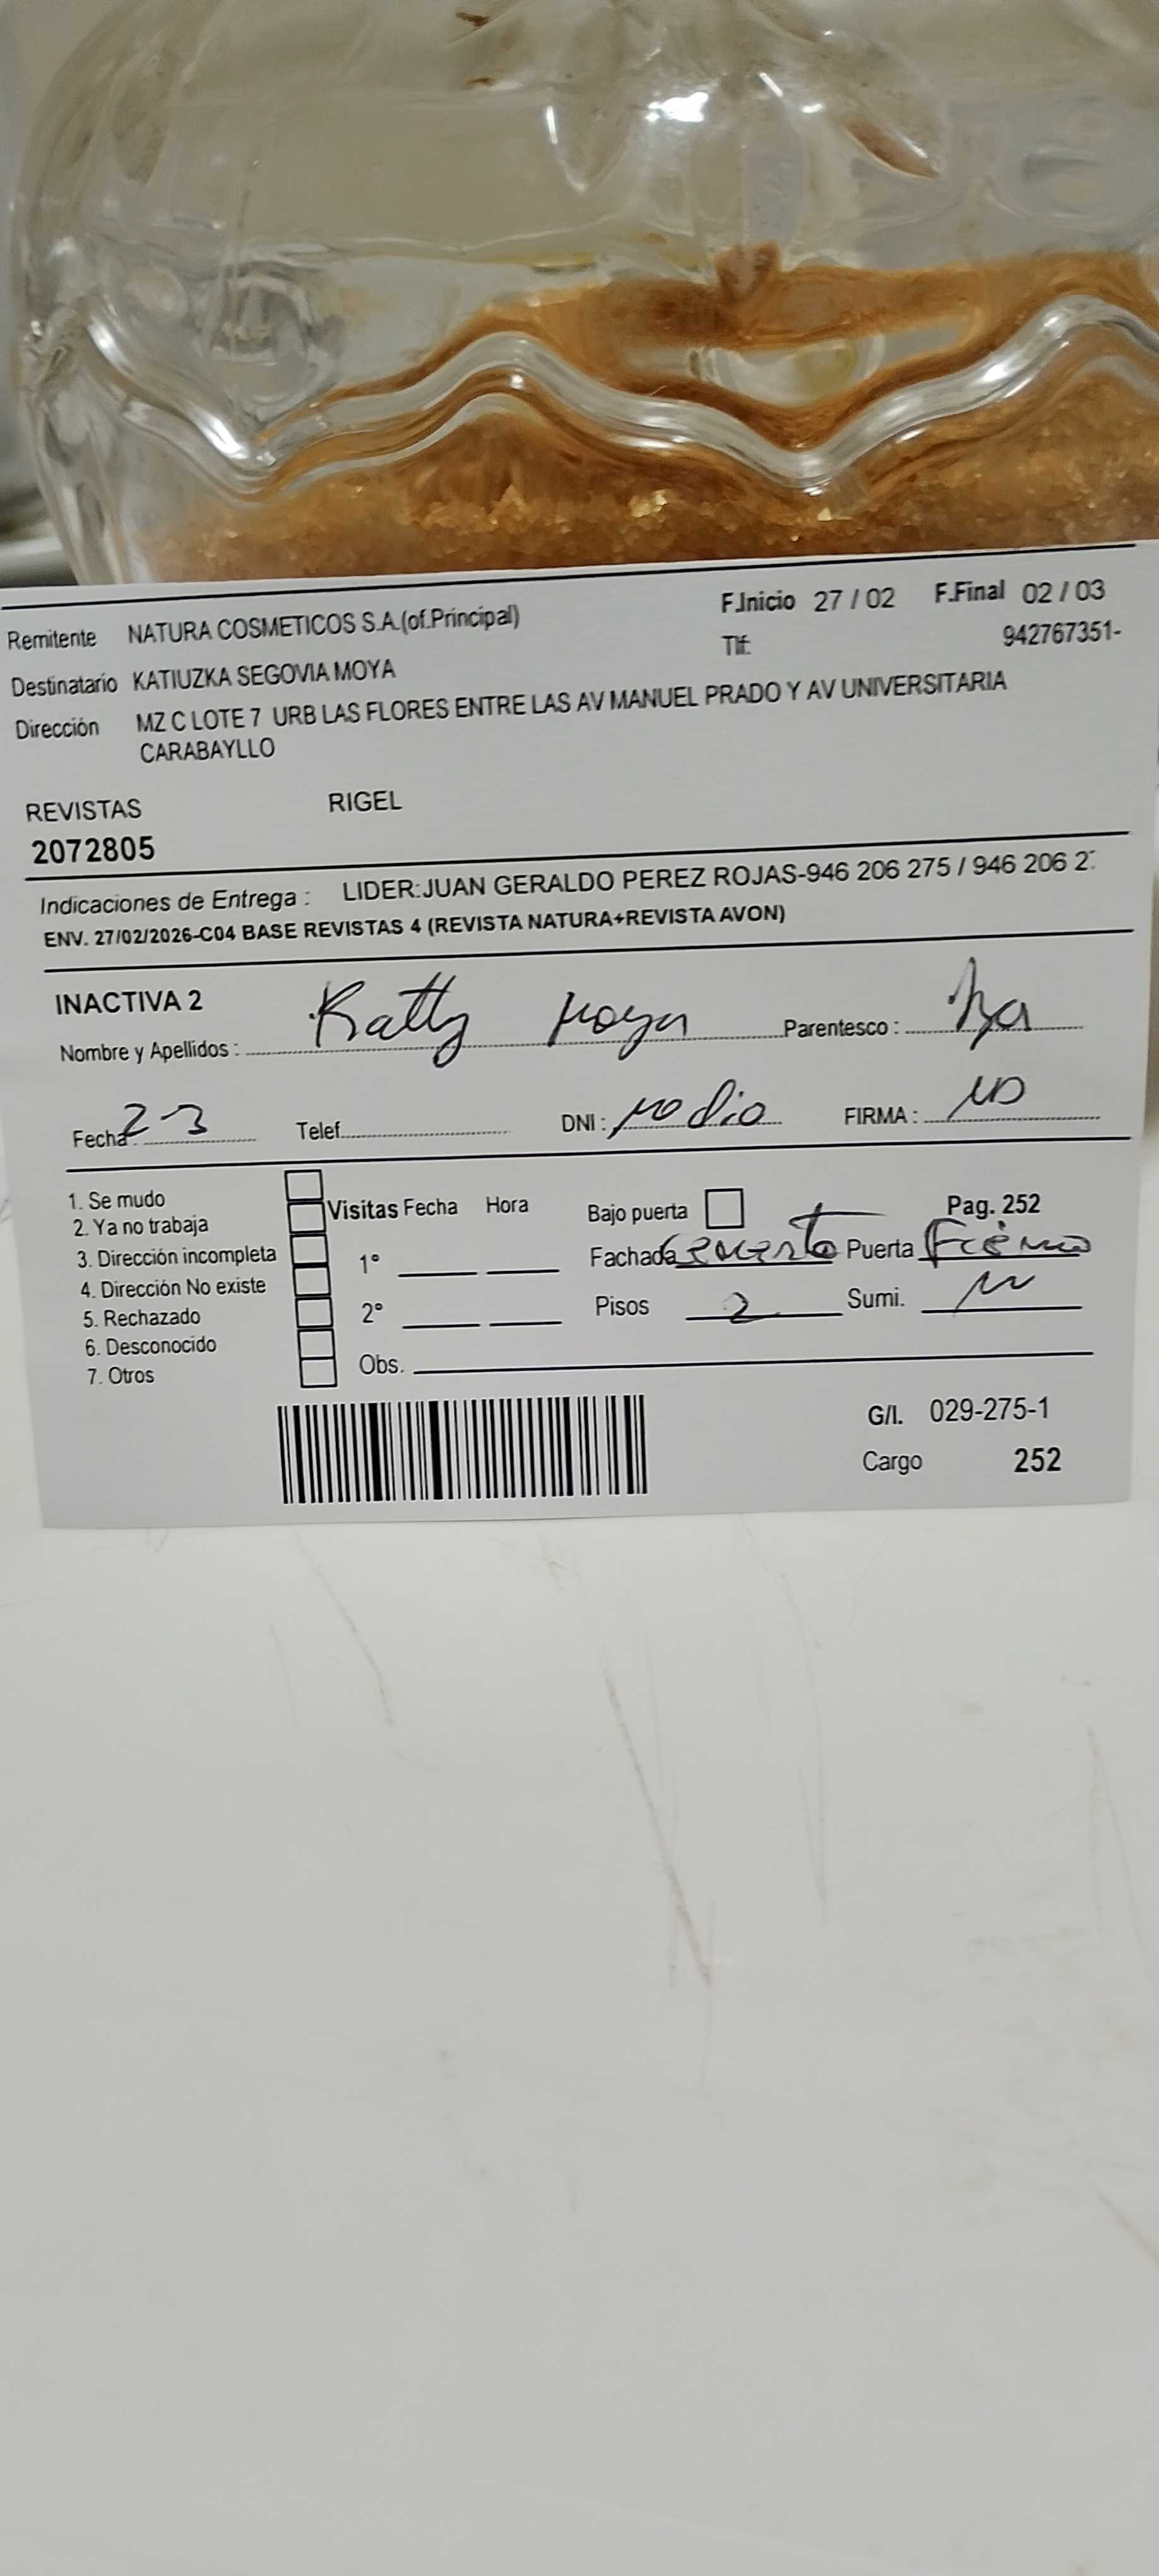 Remitente NATURA COSMETICOS S.A.(of.Principal) F.Inicio 27 / 02 F.Final 02 / 03
Tlf: 942767351-
Destinatario KATIUZKA SEGOVIA MOYA
Dirección MZ C LOTE 7 URB LAS FLORES ENTRE LAS AV MANUEL PRADO Y AV UNIVERSITARIA
CARABAYLLO
REVISTAS RIGEL
2072805
Indicaciones de Entrega : LIDER:JUAN GERALDO PEREZ ROJAS-946 206 275 / 946 206 2
ENV. 27/02/2026-C04 BASE REVISTAS 4 (REVISTA NATURA+REVISTA AVON)
INACTIVA 2
Nombre y Apellidos : Katty Moya Parentesco :
Fecha 2-3 Telef. DNI : no dio FIRMA :
1. Se mudo
2. Ya no trabaja
3. Dirección incompleta
4. Dirección No existe
5. Rechazado
6. Desconocido
7. Otros
Visitas Fecha Hora
1°
2°
Obs.
Bajo puerta Pag. 252
Fachada Puerta
Pisos 2 Sumi.
G/I. 029-275-1
Cargo 252